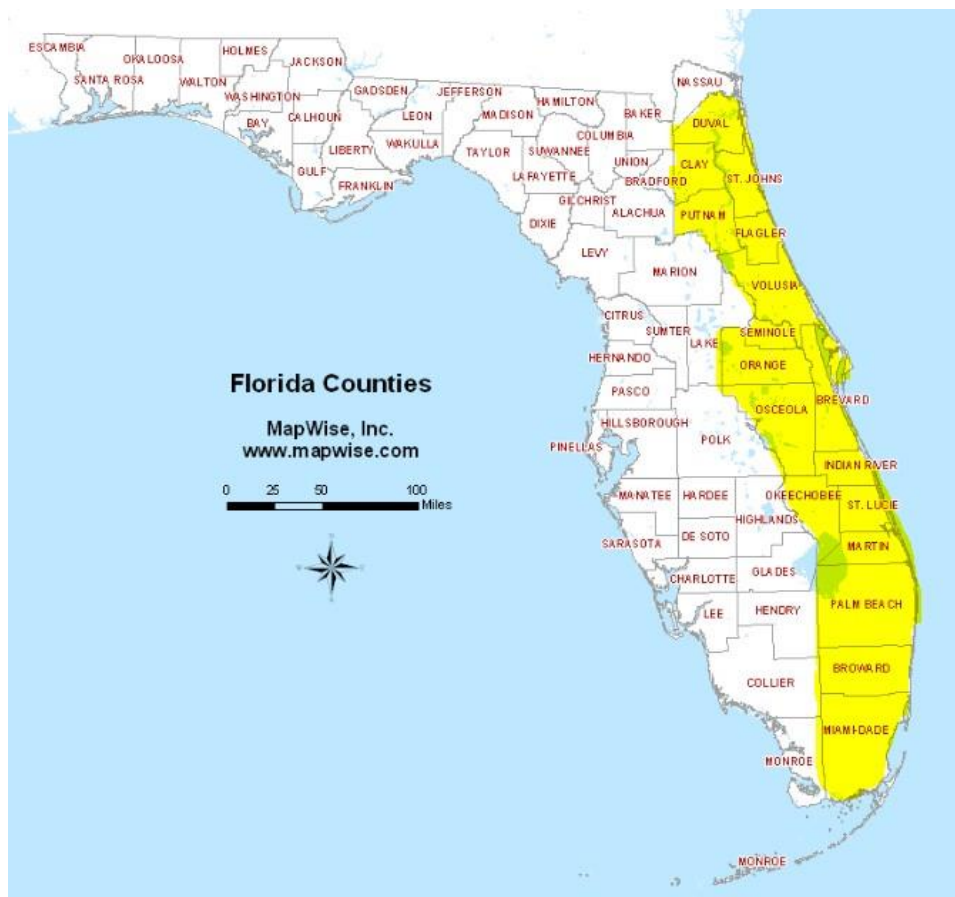 ESCAMBIA
SANTA ROSA
OKALOOSA
WALTON
HOLMES
WASHINGTON
JACKSON
BAY
CALHOUN
GULF
GADSDEN
LIBERTY
FRANKLIN
LEON
WAKULLA
JEFFERSON
MADISON
TAYLOR
HAMILTON
SUWANNEE
LAFAYETTE
DIXIE
COLUMBIA
GILCHRIST
BAKER
UNION
BRADFORD
ALACHUA
LEVY
NASSAU
DUVAL
CLAY
ST. JOHNS
PUTNAM
FLAGLER
MARION
VOLUSIA
CITRUS
SUMTER
LAKE
SEMINOLE
HERNANDO
ORANGE
PASCO
OSCEOLA
BREVARD
HILLSBOROUGH
PINELLAS
POLK
INDIAN RIVER
MANATEE
HARDEE
OKEECHOBEE
ST. LUCIE
HIGHLANDS
SARASOTA
DE SOTO
MARTIN
CHARLOTTE
GLADES
LEE
HENDRY
PALM BEACH
COLLIER
BROWARD
MIAMI-DADE
MONROE
MONROE
Florida Counties
MapWise, Inc.
www.mapwise.com
0 25 50 100
Miles